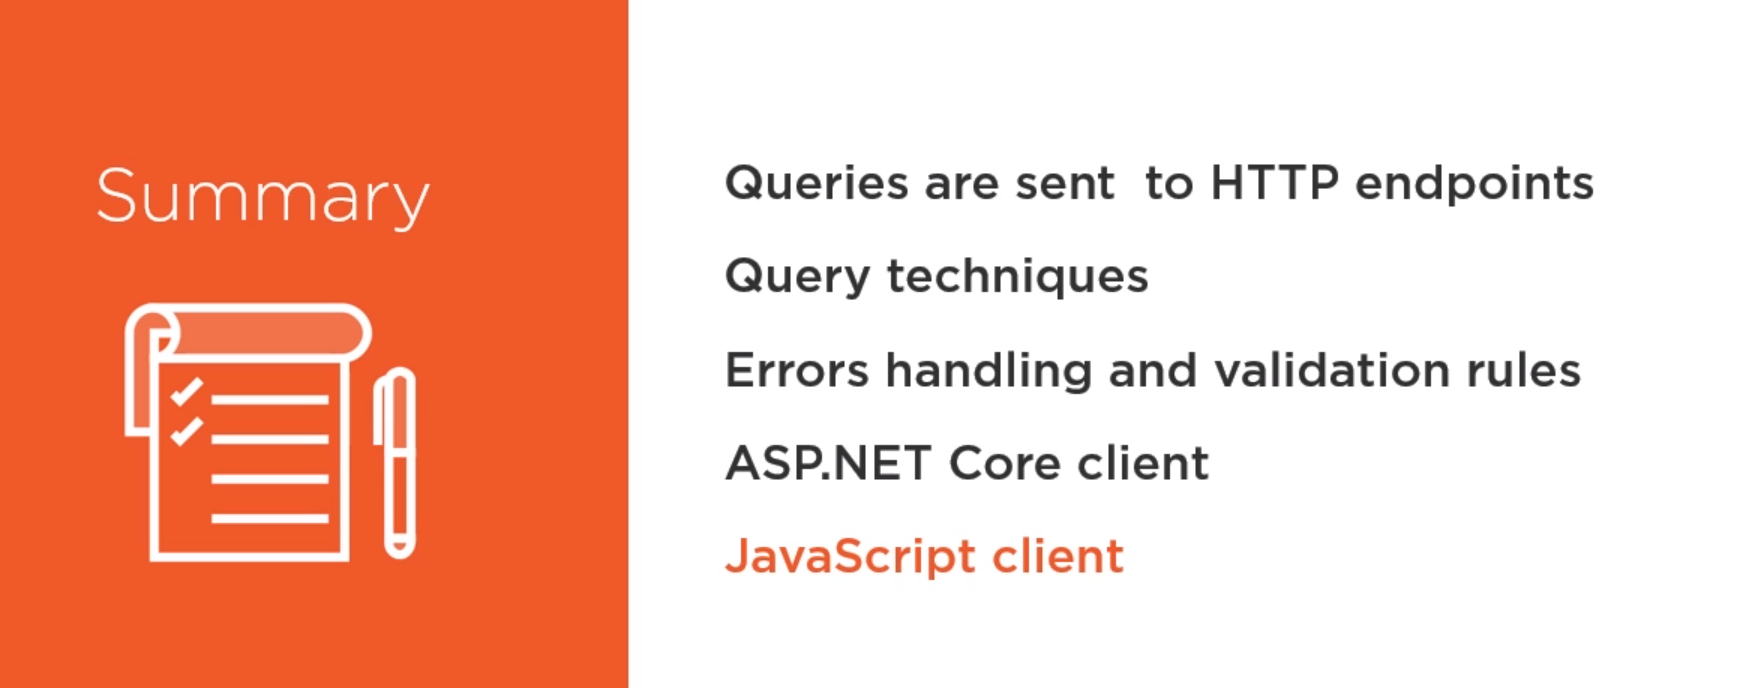 Summary
Queries are sent  to HTTP endpoints
Query techniques
Errors handling and validation rules
ASP.NET Core client
JavaScript client